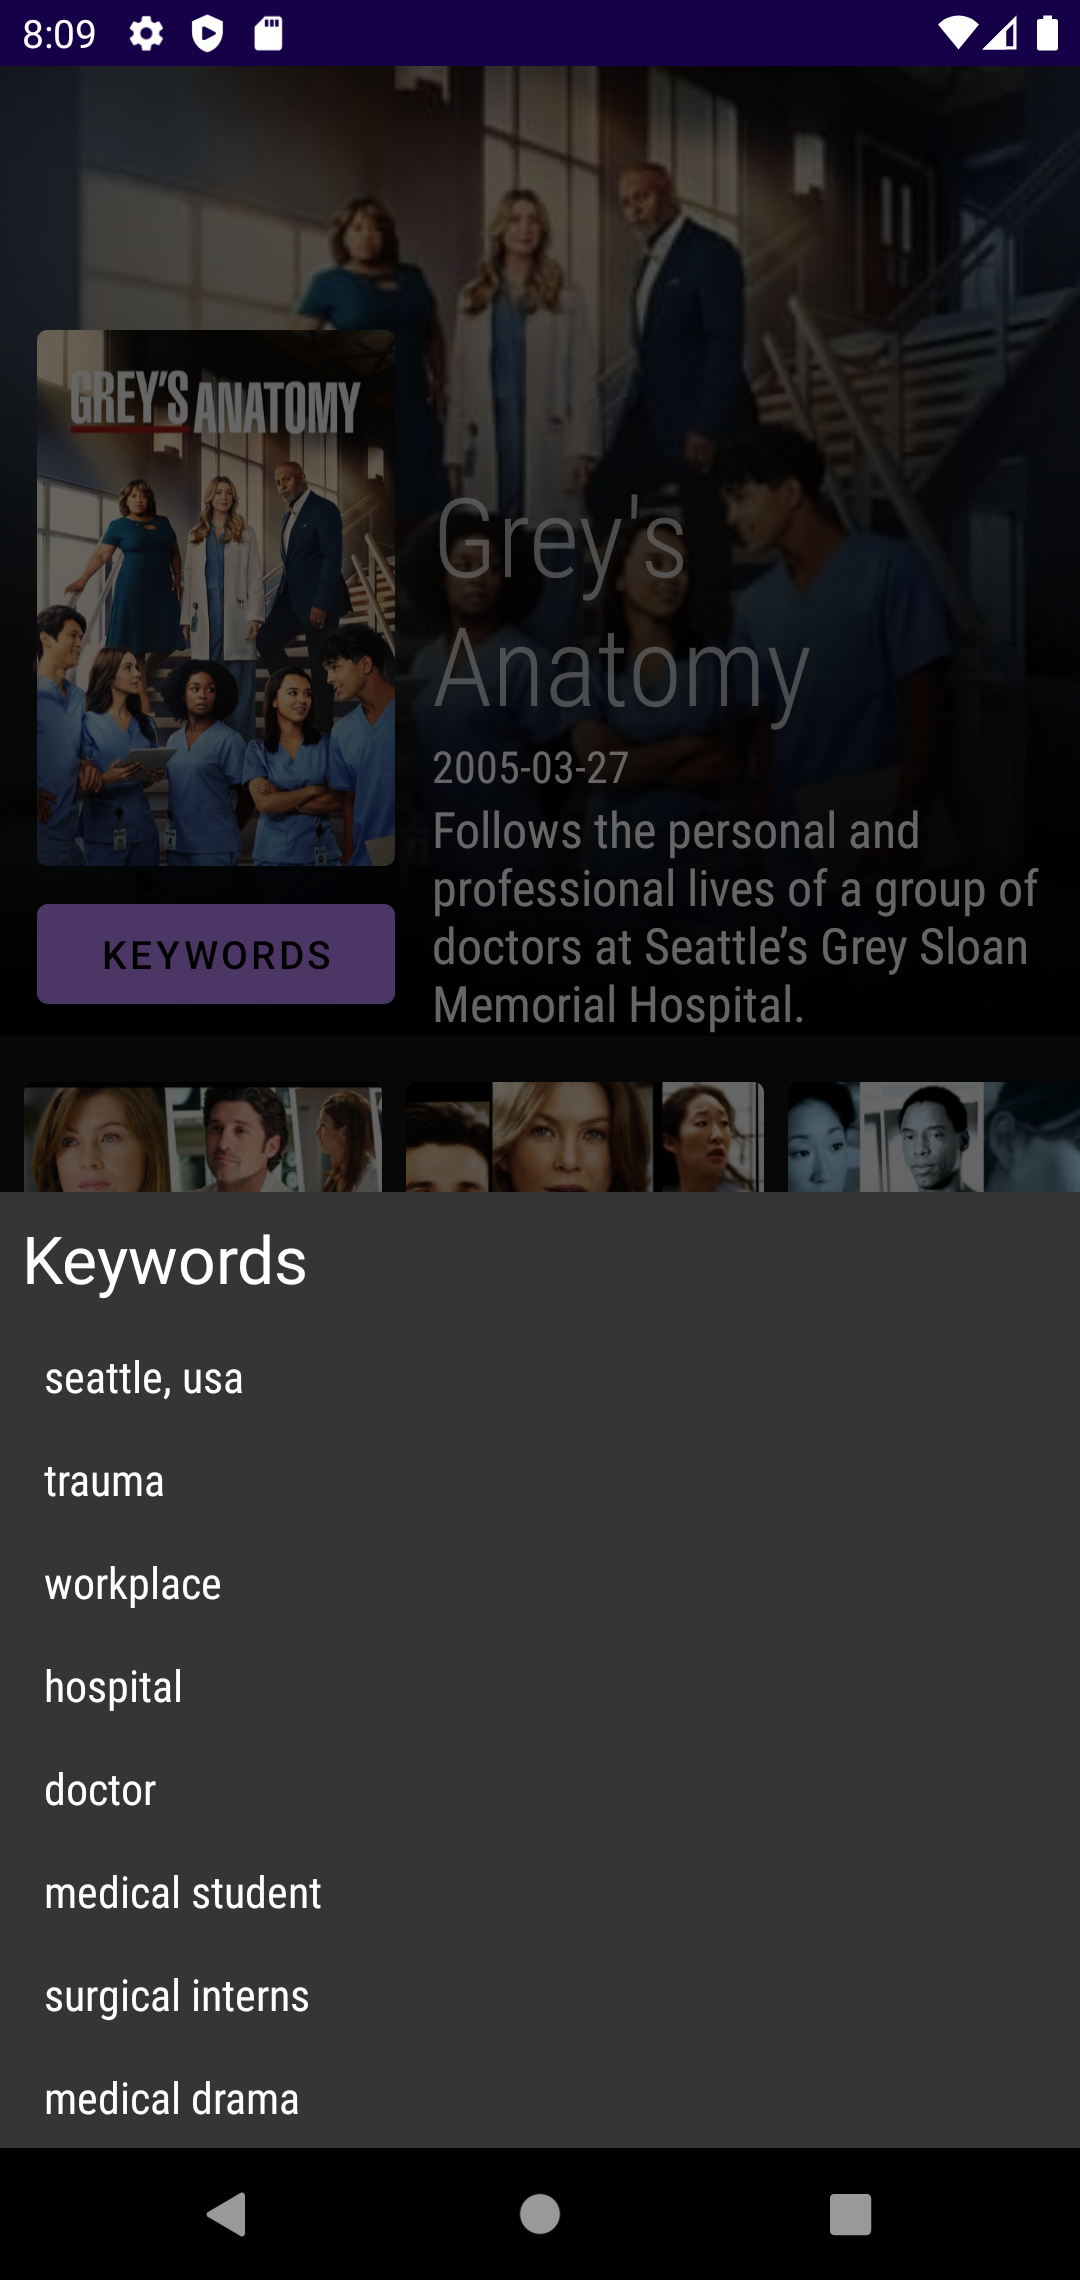 8:09
GREY'S ANATOMY
Grey's
Anatomy
2005-03-27
Follows the personal and
professional lives of a group of
doctors at Seattle’s Grey Sloan
Memorial Hospital.
KEYWORDS
Keywords
seattle, usa
trauma
workplace
hospital
doctor
medical student
surgical interns
medical drama